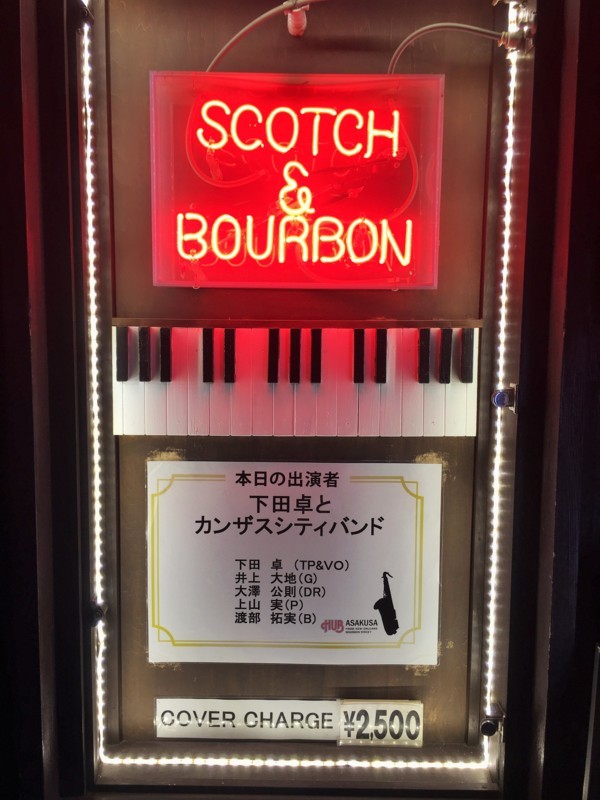 SCOTCH
&
BOURBON
本日の出演者
下田卓と
カンザスシティバンド
下田 卓 (TP&VO)
井上 大地(G)
大澤 公則(DR)
上山 実(P)
渡部 拓実(B)
HUB ASAKUSA
COVER CHARGE ¥2,500